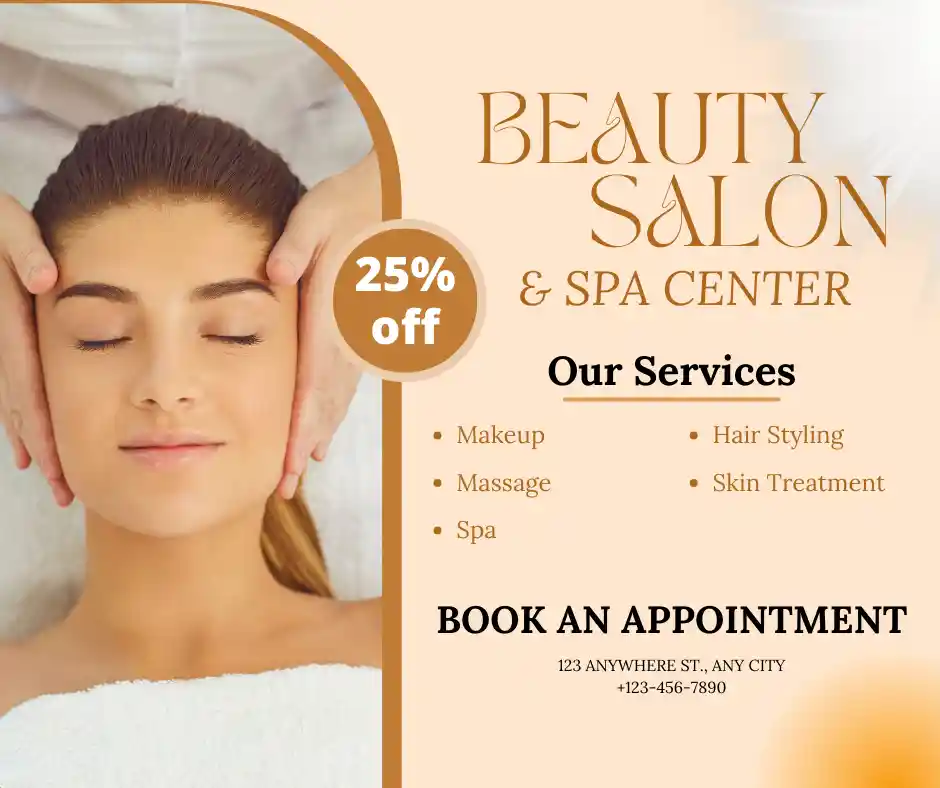 BEAUTY
SALON
& SPA CENTER
25%
off
Our Services
• Makeup
• Massage
• Spa
• Hair Styling
• Skin Treatment
BOOK AN APPOINTMENT
123 ANYWHERE ST., ANY CITY
+123-456-7890